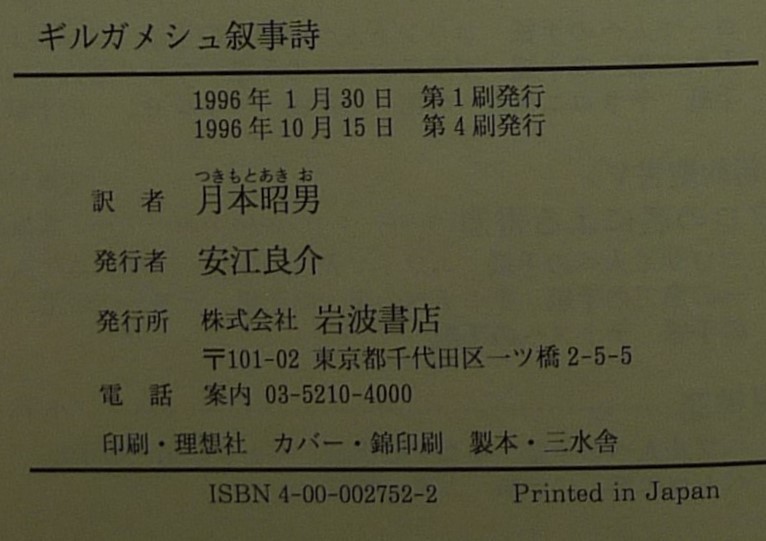 ギルガメシュ叙事詩
1996年 1月30日 第1刷発行
1996年10月15日 第4刷発行
つきもとあきお
訳者 月本昭男
発行者 安江良介
発行所 株式会社 岩波書店
〒101-02 東京都千代田区一ツ橋2-5-5
電話 案内 03-5210-4000
印刷・理想社 カバー・錦印刷 製本・三水舎
ISBN 4-00-002752-2 Printed in Japan